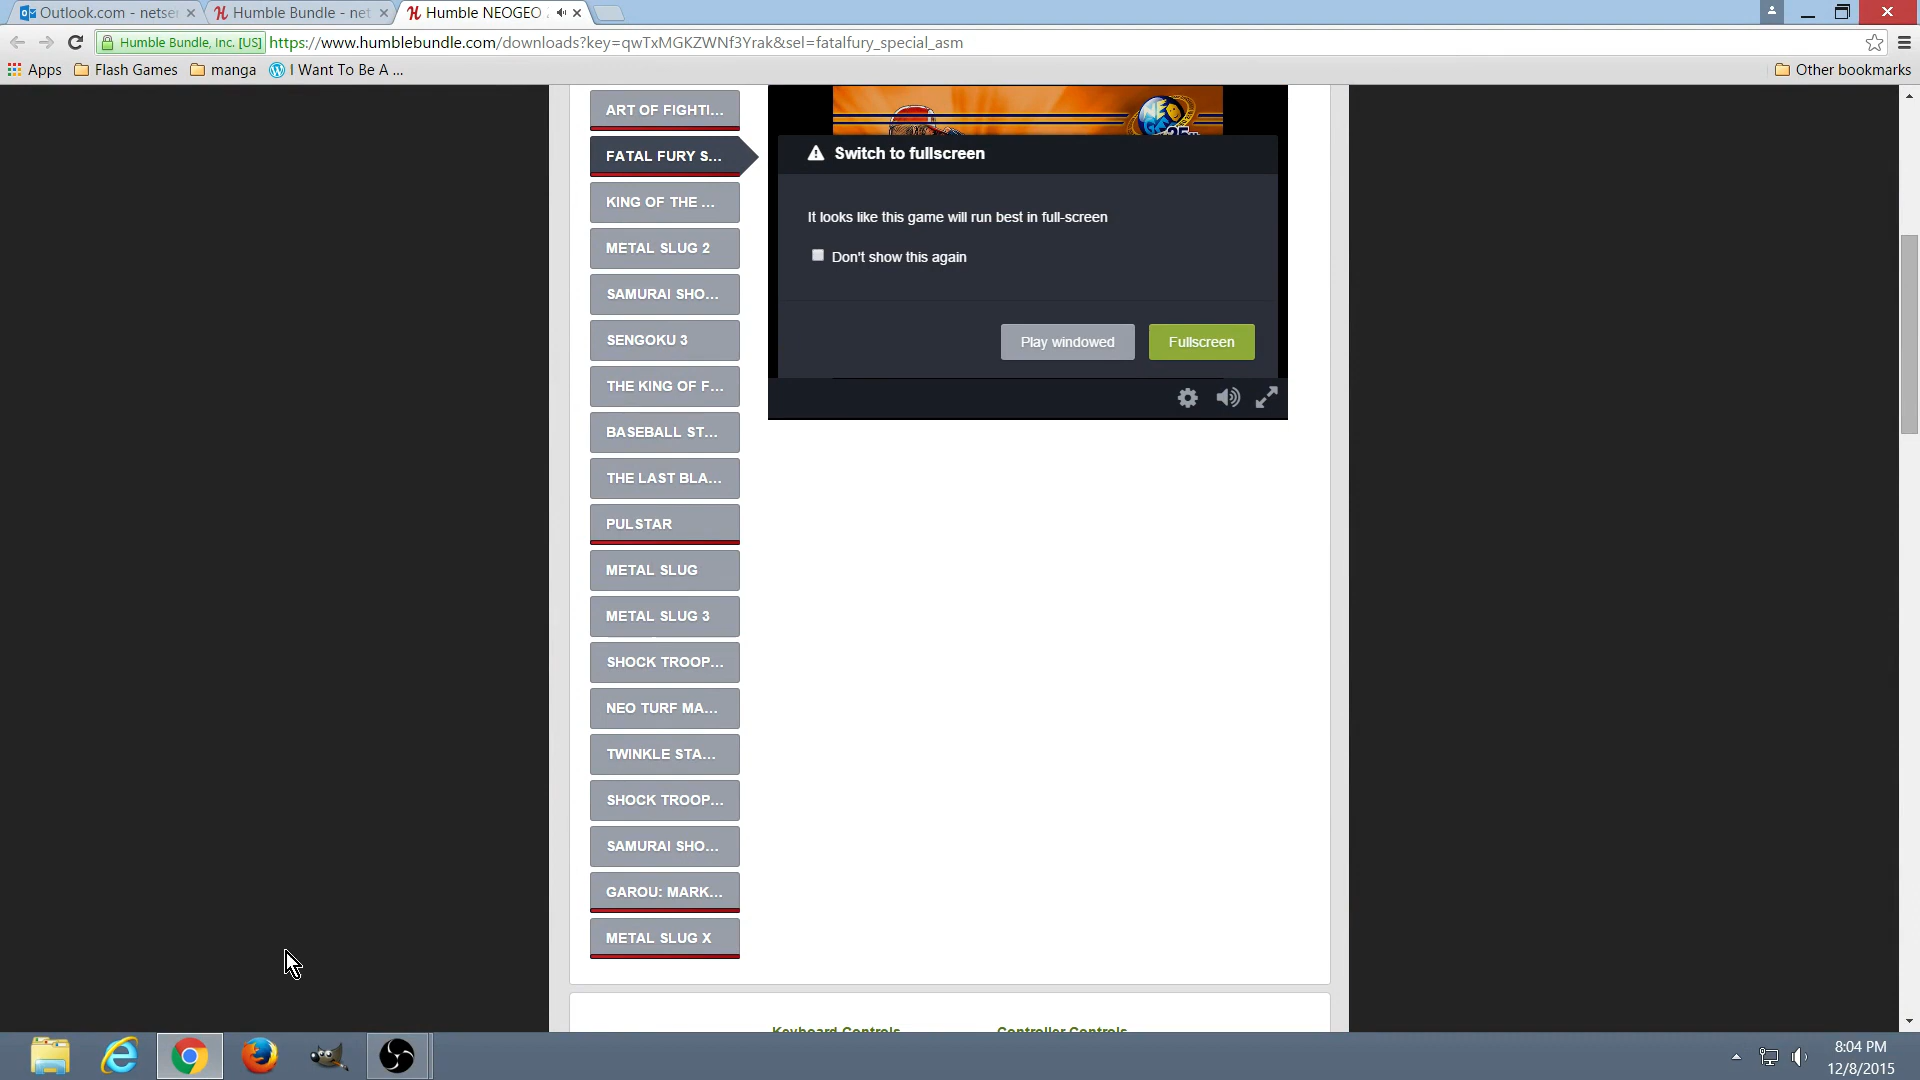 Outlook.com - netser
Humble Bundle - net
Humble NEOGEO
Humble Bundle, Inc. [US]
https://www.humblebundle.com/downloads?key=qwTxMGKZWNf3Yrak&sel=fatalfury_special_asm
Apps
Flash Games
manga
I Want To Be A ...
Other bookmarks
ART OF FIGHTI...
FATAL FURY S...
KING OF THE ...
METAL SLUG 2
SAMURAI SHO...
SENGOKU 3
THE KING OF F...
BASEBALL ST...
THE LAST BLA...
PULSTAR
METAL SLUG
METAL SLUG 3
SHOCK TROOP...
NEO TURF MA...
TWINKLE STA...
SHOCK TROOP...
SAMURAI SHO...
GAROU: MARK...
METAL SLUG X
Switch to fullscreen
It looks like this game will run best in full-screen
Don't show this again
Play windowed
Fullscreen
Keyboard Controls
Controller Controls
8:04 PM
12/8/2015